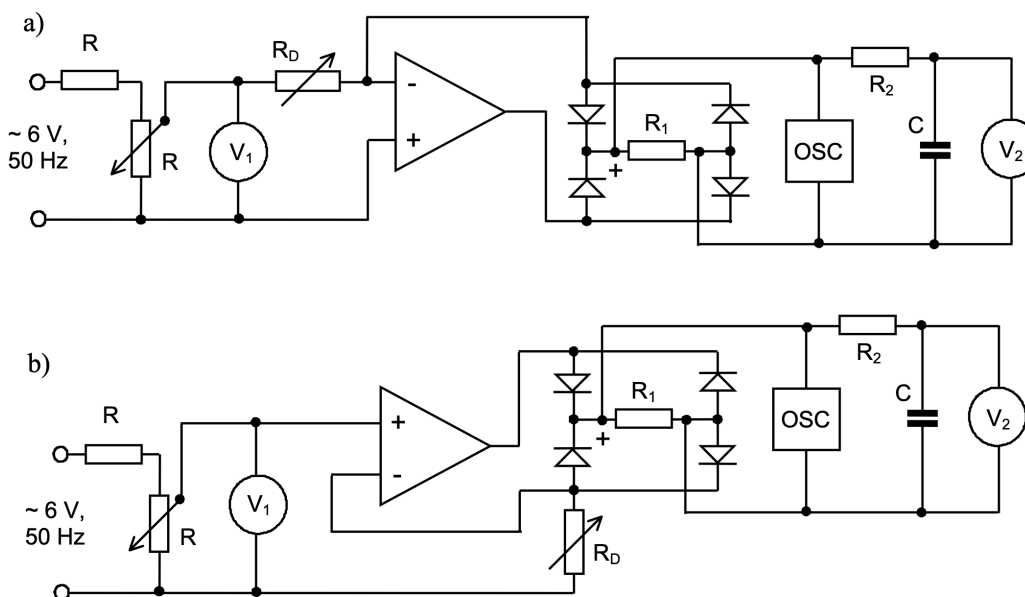 a)
R
R_D
-
+
~ 6 V,
50 Hz
R
V₁
R₁
+
OSC
R₂
C
V₂
b)
R
~ 6 V,
50 Hz
R
V₁
+
-
R₁
+
R_D
OSC
R₂
C
V₂